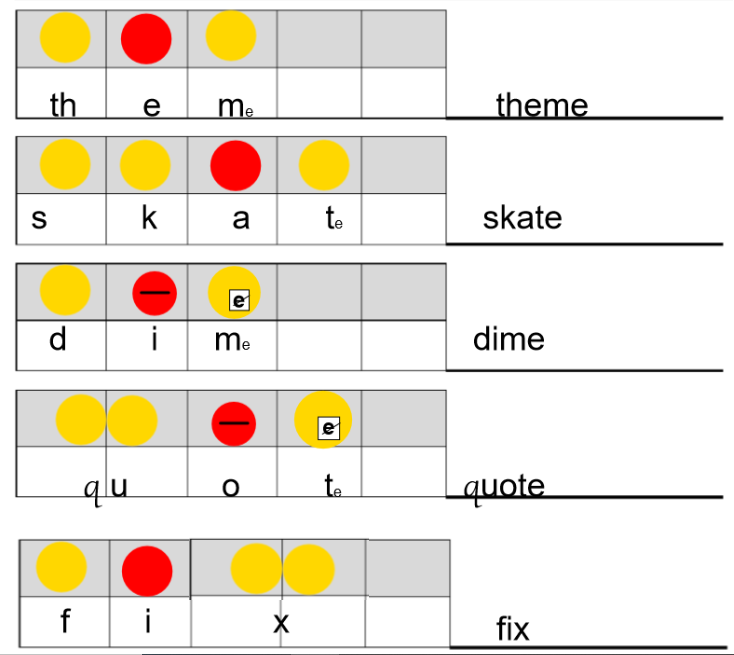 th e me theme
s k a te skate
e
d i me dime
e
qu o te quote
f i x fix